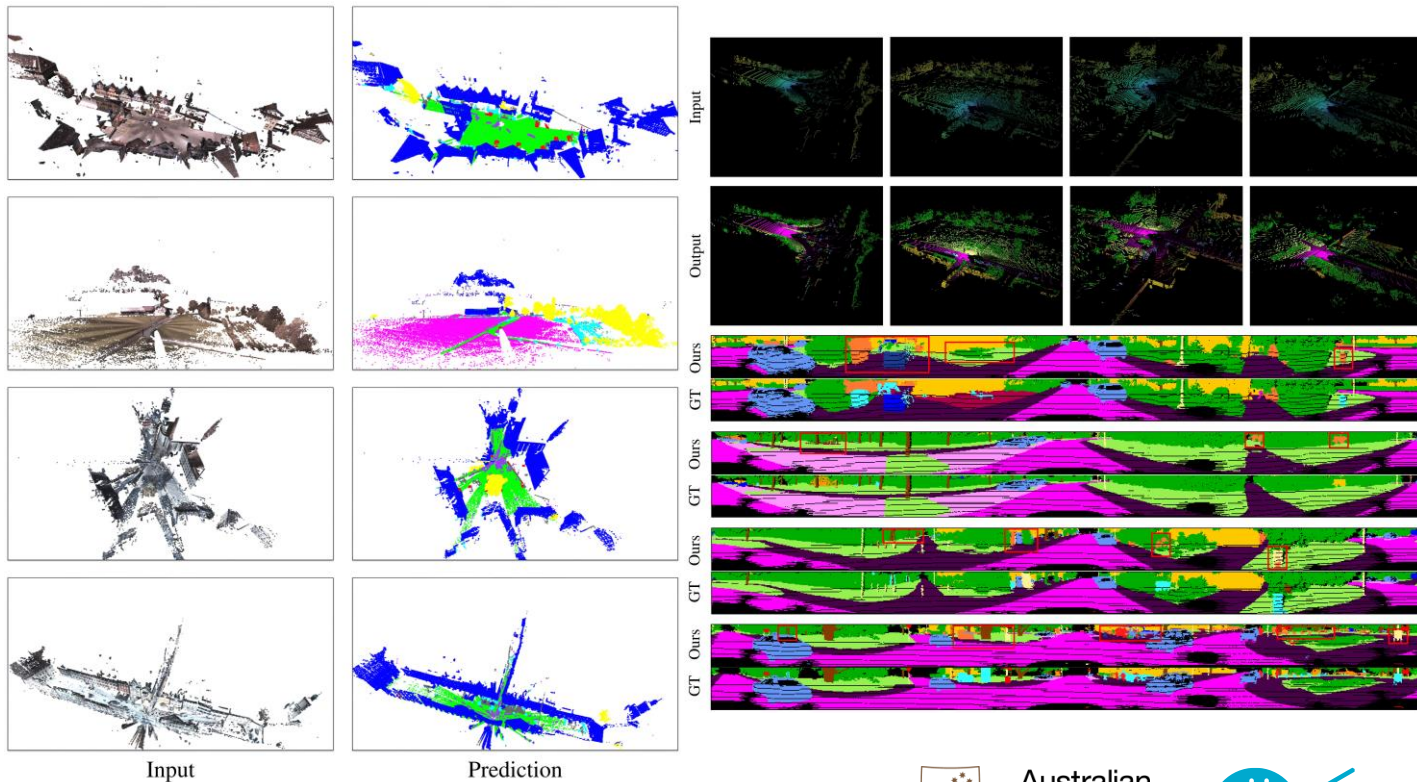 Input
Prediction
Input
Output
Ours
GT
Ours
GT
Ours
GT
Ours
GT
Australian